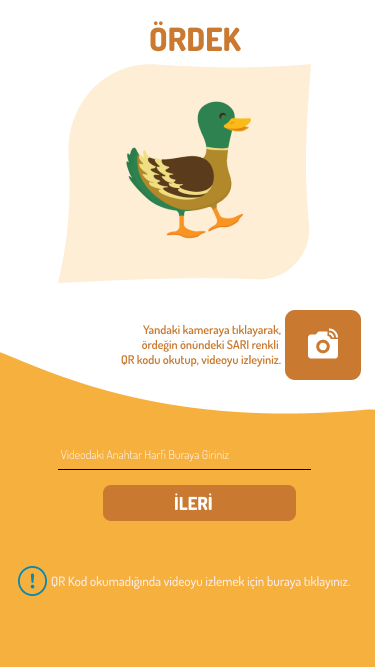 ÖRDEK
Yandaki kameraya tıklayarak,
ördeğin önündeki SARI renkli
QR kodu okutup, videoyu izleyiniz.
Videodaki Anahtar Harfi Buraya Giriniz
İLERİ
QR Kod okumadığında videoyu izlemek için buraya tıklayınız.